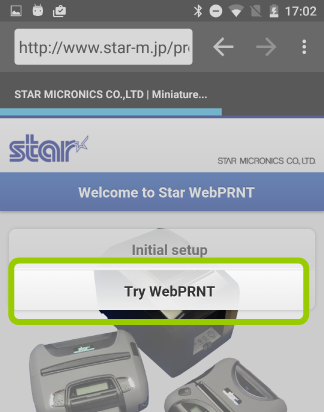 17:02
http://www.star-m.jp/pr
STAR MICRONICS CO.,LTD | Miniature...
star
STAR MICRONICS CO., LTD.
Welcome to Star WebPRNT
Initial setup
Try WebPRNT